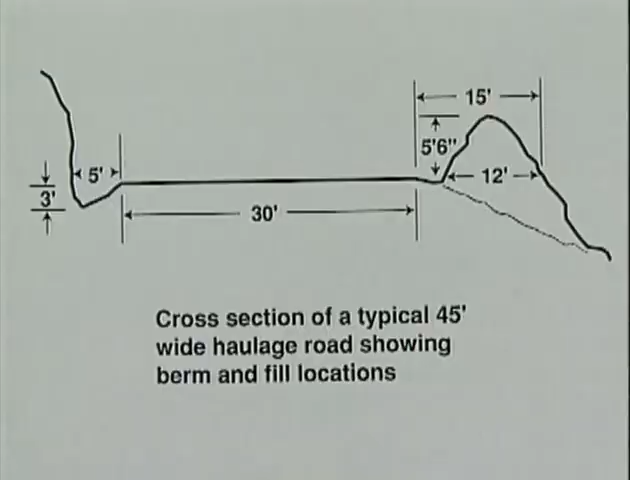 15'
5'6"
5'
12'
3'
30'
Cross section of a typical 45'
wide haulage road showing
berm and fill locations